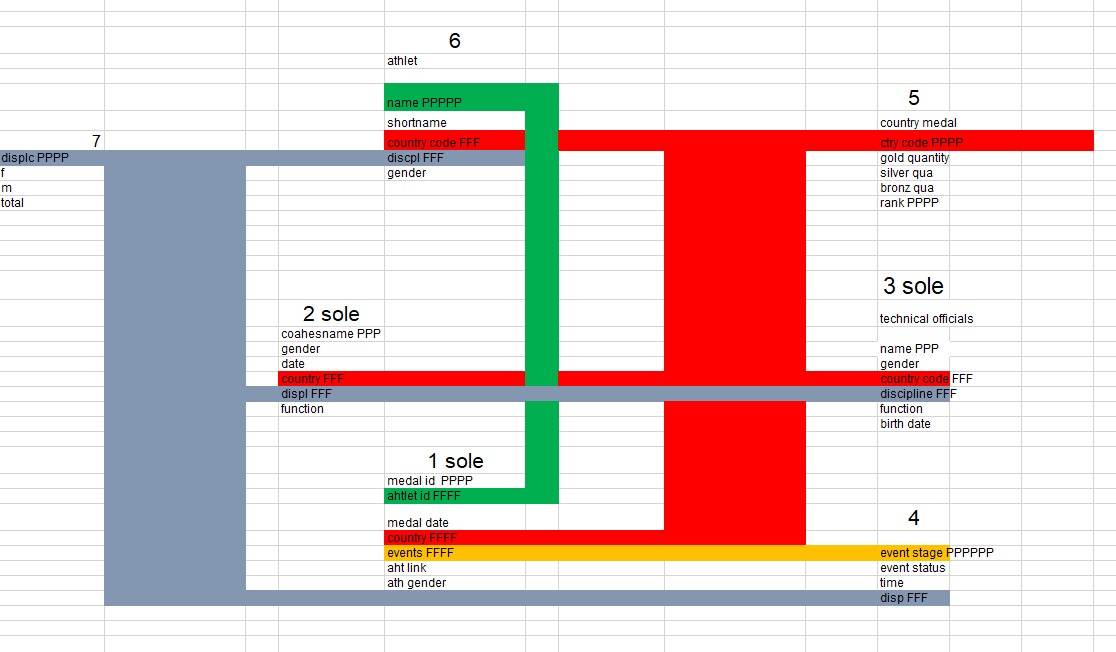 6
athlet
name PPPPP
shortname
country code FFF
discpl FFF
gender
5
country medal
ctry code PPPP
gold quantity
silver qua
bronz qua
rank PPPP
7
displc PPPP
f
m
total
2 sole
coahesname PPP
gender
date
country FFF
displ FFF
function
3 sole
technical officials
name PPP
gender
country code FFF
discipline FFF
function
birth date
1 sole
medal id  PPPP
ahtlet id FFFF
medal date
country FFFF
events FFFF
aht link
ath gender
4
event stage PPPPPP
event status
time
disp FFF